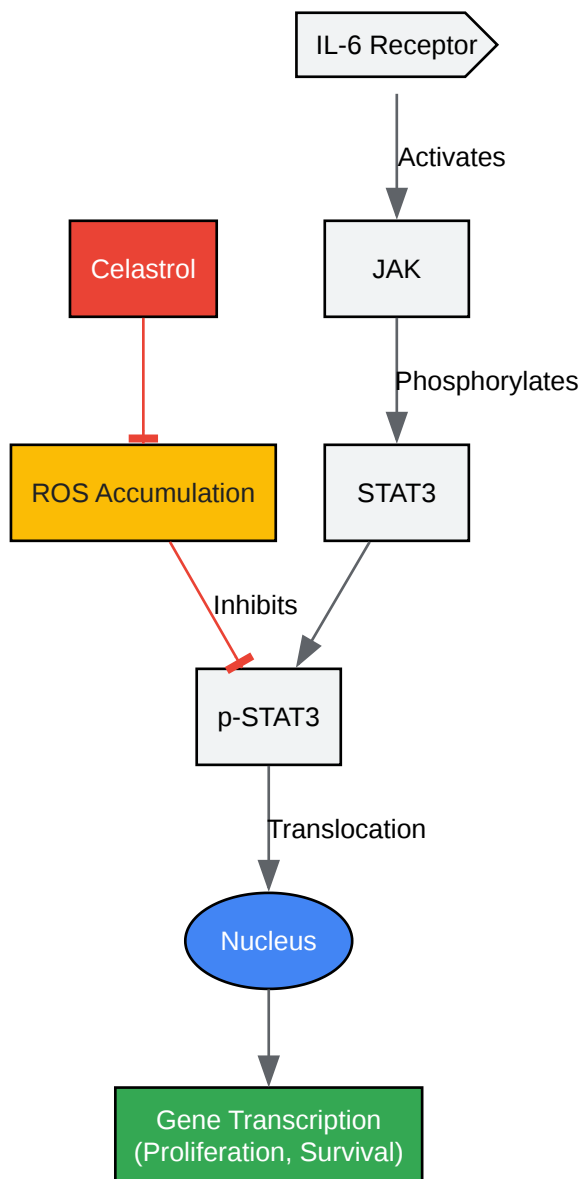 IL-6 Receptor
Activates
Celastrol
JAK
Phosphorylates
ROS Accumulation
STAT3
Inhibits
p-STAT3
Translocation
Nucleus
Gene Transcription
(Proliferation, Survival)